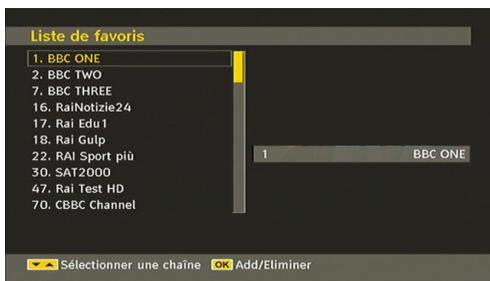 Liste de favoris
1. BBC ONE
2. BBC TWO
7. BBC THREE
16. RaiNotizie24
17. Rai Edu1
18. Rai Gulp
22. RAI Sport più
30. SAT2000
47. Rai Test HD
70. CBBC Channel
1 BBC ONE
Sélectionner une chaîne OK Add/Eliminer